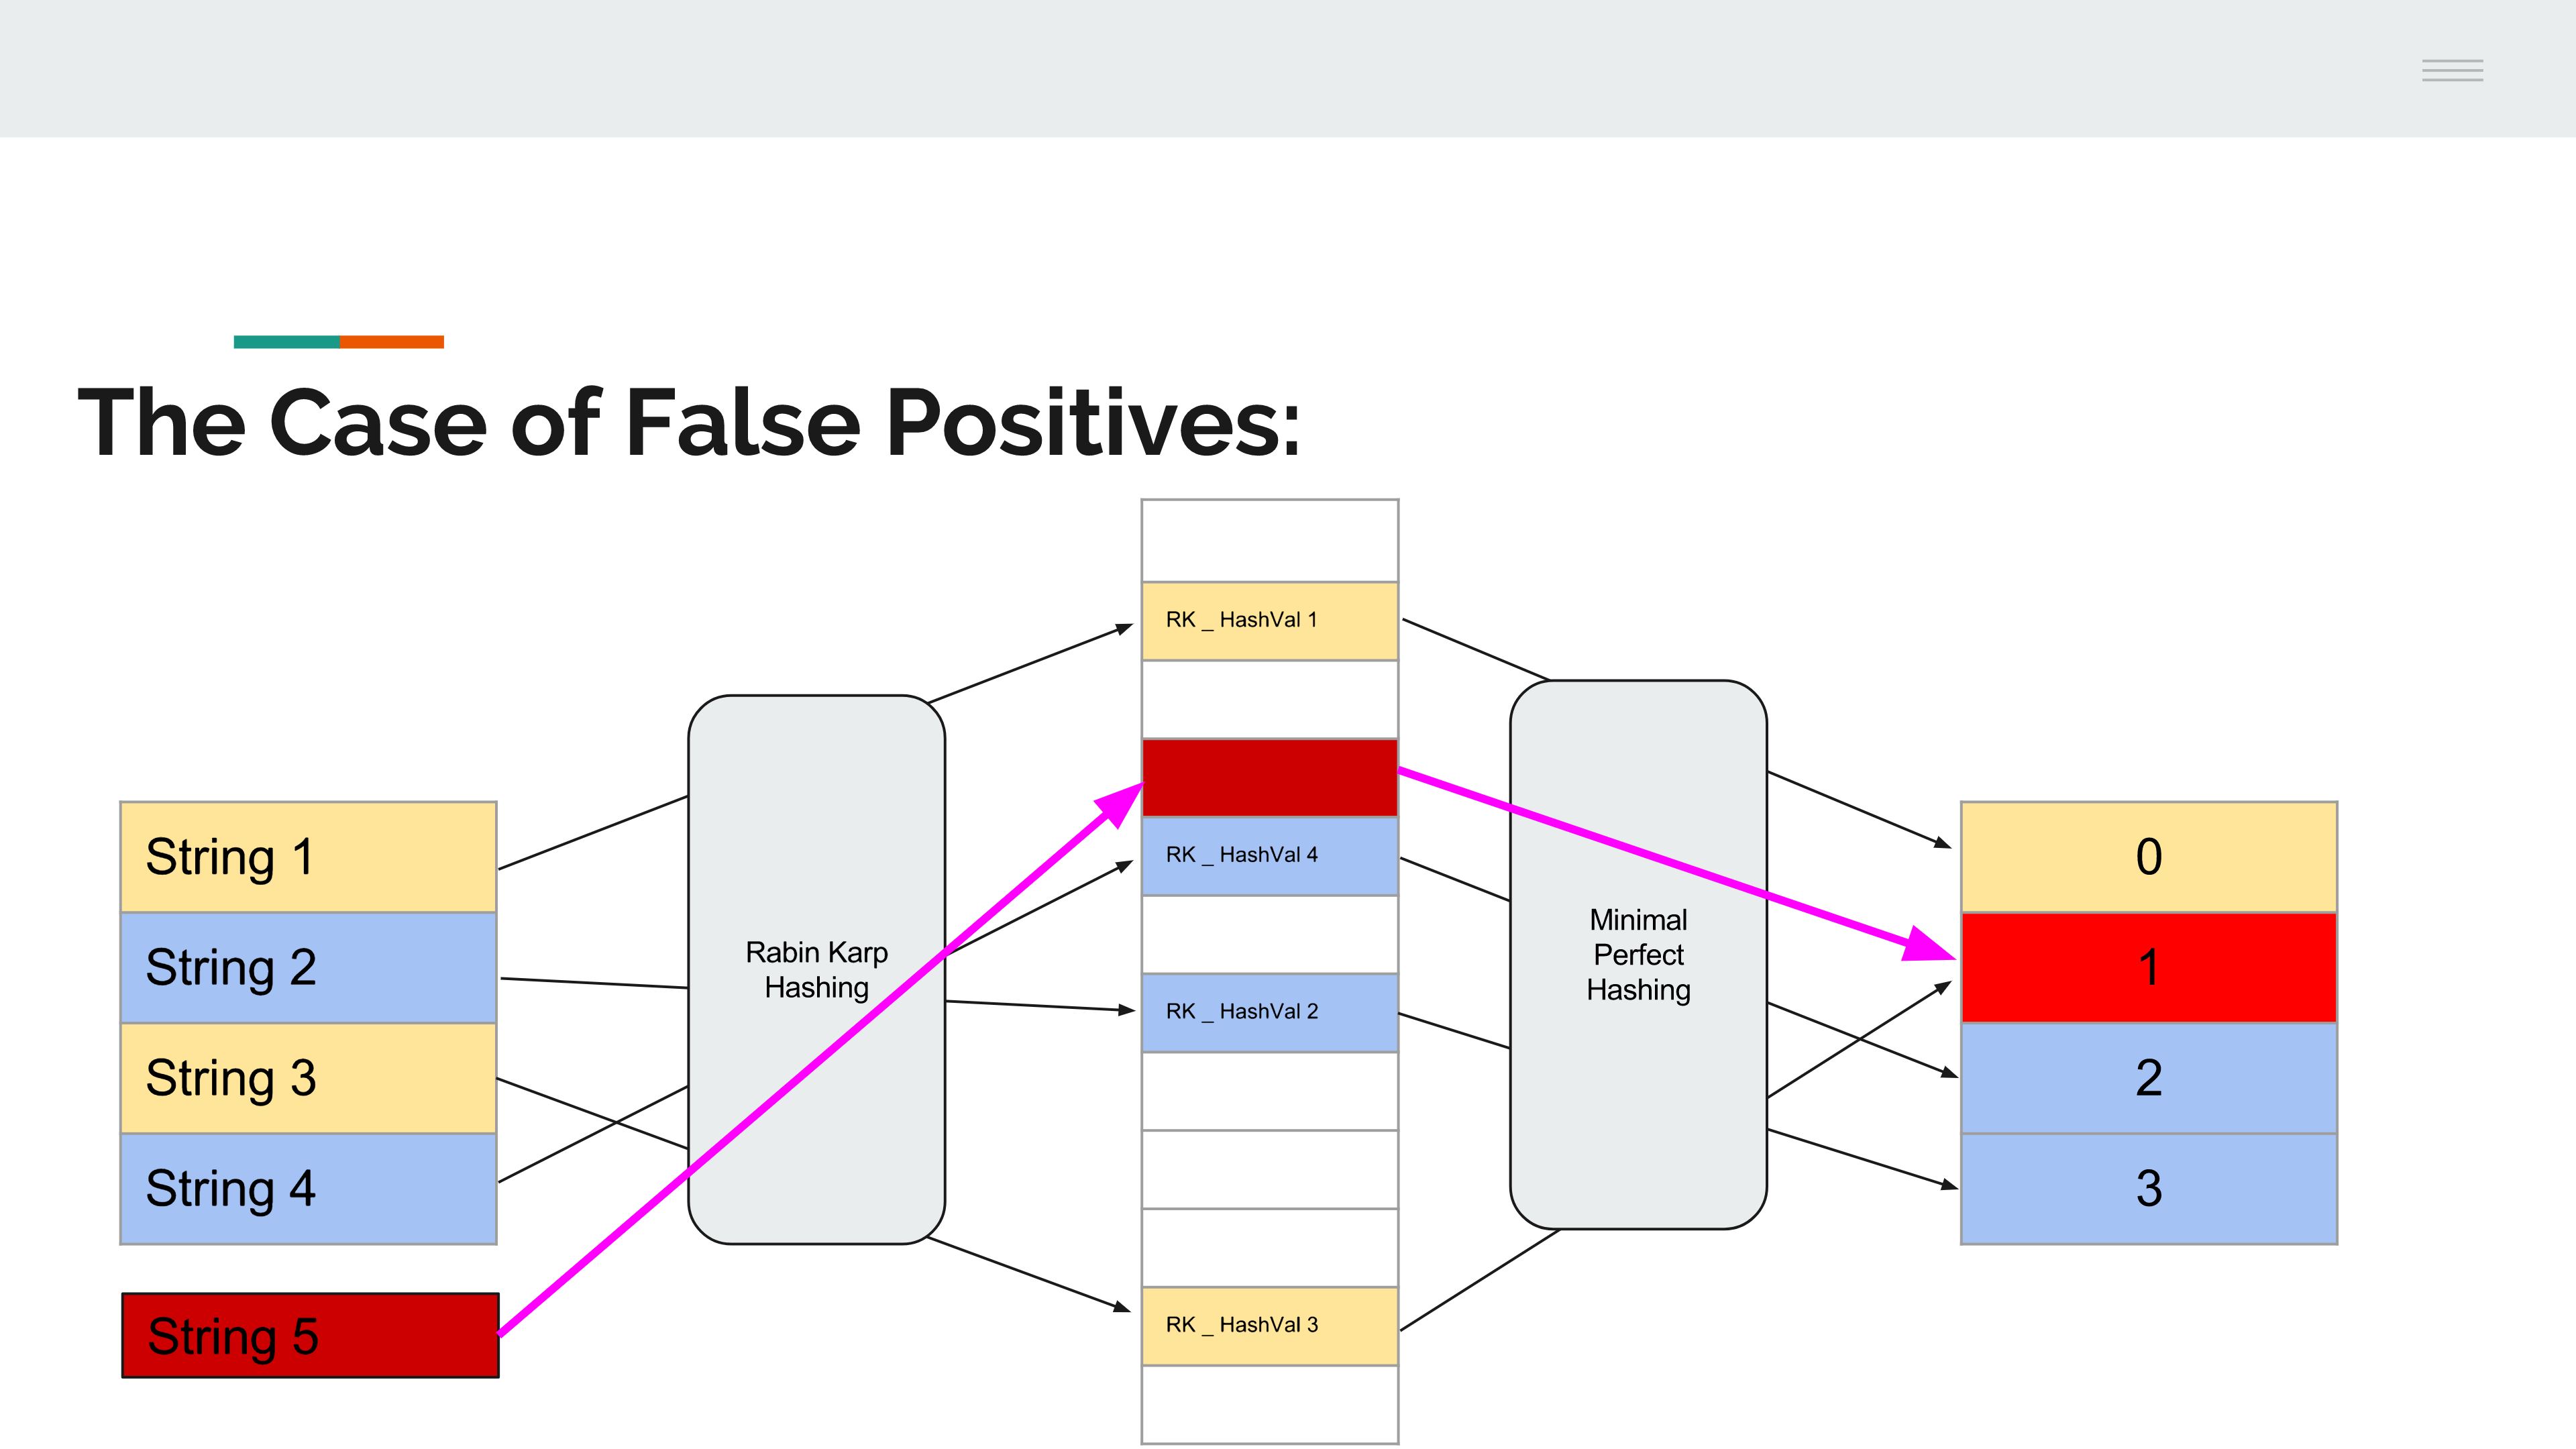 The Case of False Positives:
String 1
String 2
String 3
String 4
String 5
Rabin Karp
Hashing
RK _ HashVal 1
RK _ HashVal 4
RK _ HashVal 2
RK _ HashVal 3
Minimal
Perfect
Hashing
0
1
2
3